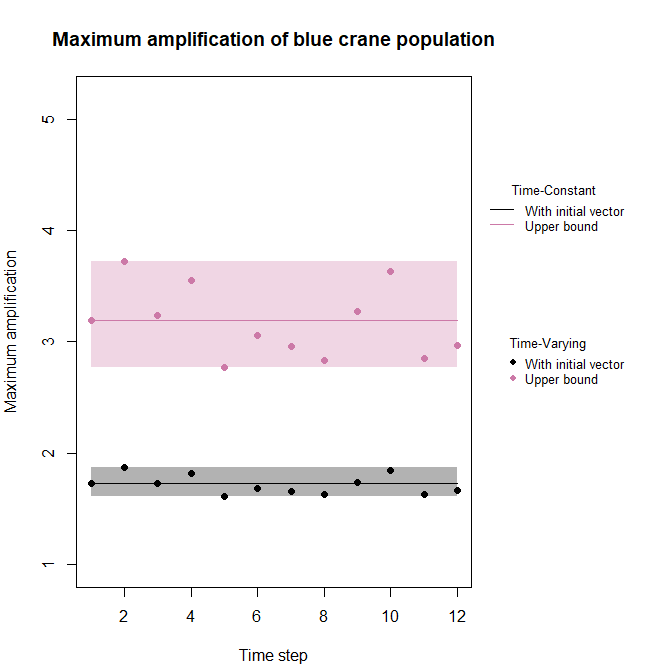 Maximum amplification of blue crane population
Maximum amplification
5
4
3
2
1
2 4 6 8 10 12
Time step
Time-Constant
With initial vector
Upper bound
Time-Varying
With initial vector
Upper bound